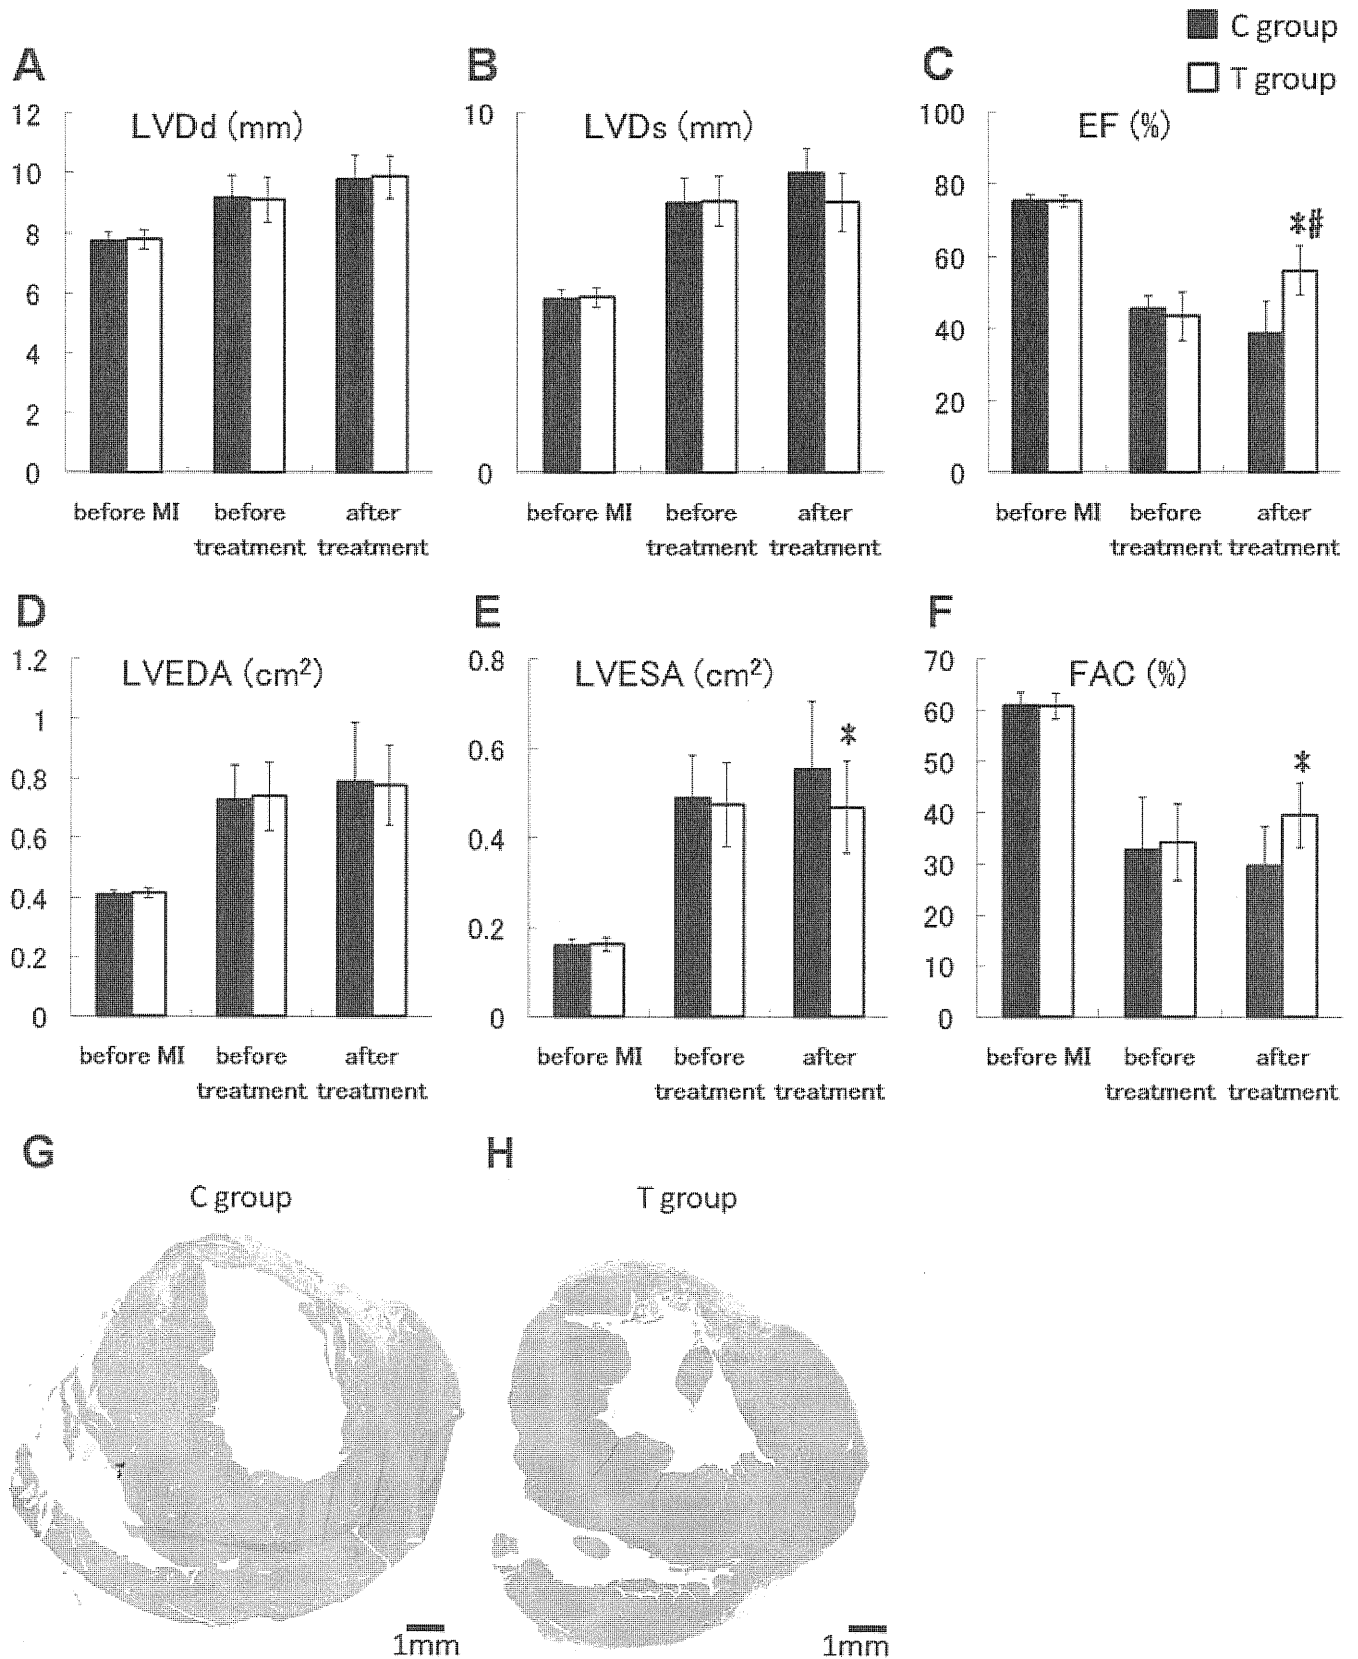 C group
T group
A
B
C
LVDd (mm)
LVDs (mm)
EF (%)
12
10
8
6
4
2
0
10
0
100
80
60
40
20
0
*#
before MI
before
treatment
after
treatment
before MI
before
treatment
after
treatment
before MI
before
treatment
after
treatment
D
E
F
LVEDA (cm²)
LVESA (cm²)
FAC (%)
1.2
1
0.8
0.6
0.4
0.2
0
0.8
0.6
0.4
0.2
0
*
70
60
50
40
30
20
10
0
*
before MI
before
treatment
after
treatment
before MI
before
treatment
after
treatment
before MI
before
treatment
after
treatment
G
H
C group
T group
1mm
1mm